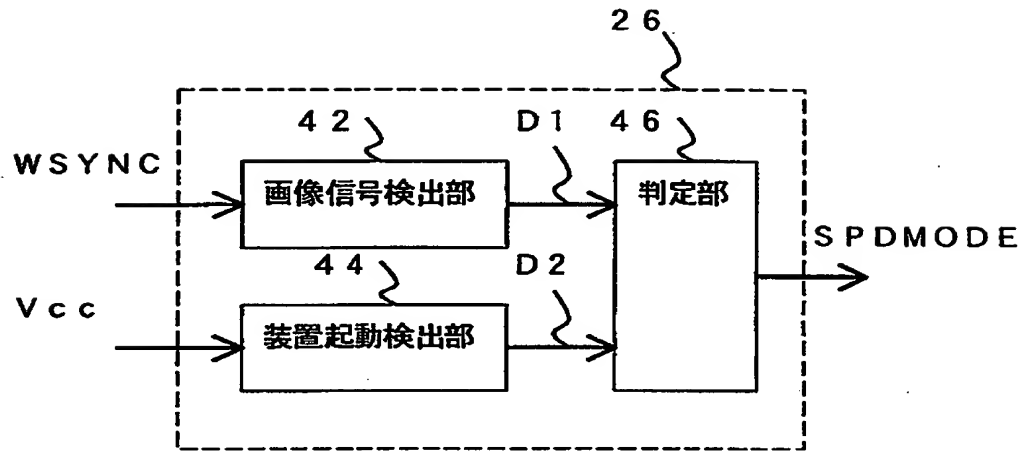 26
42
D1
46
WSYNC
画像信号検出部
判定部
SPDMODE
44
D2
Vcc
装置起動検出部